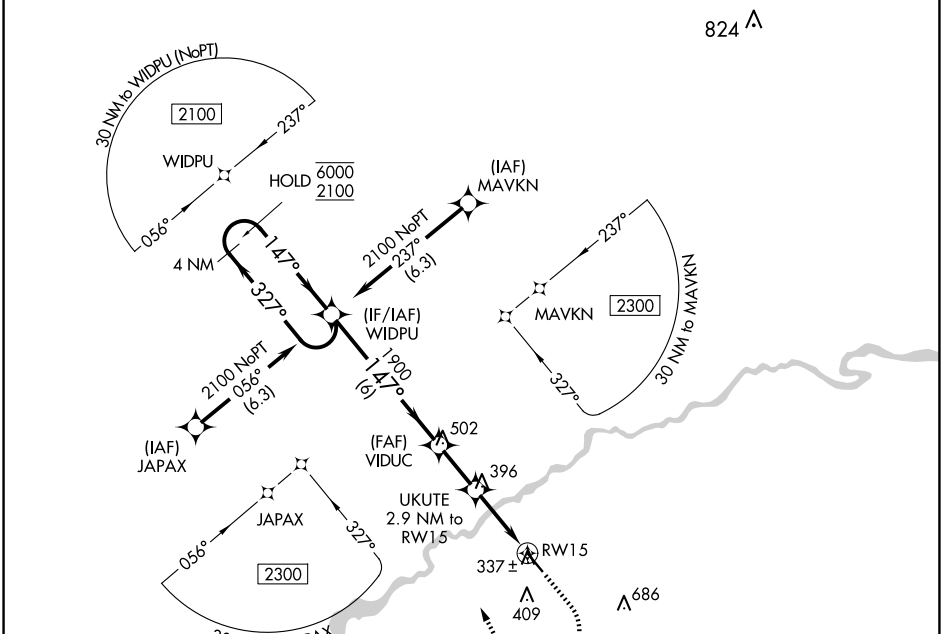 824
30 NM to WIDPU (NoPT)
2100
237°
WIDPU
056°
HOLD 6000
2100
(IAF)
MAVKN
2100 NoPT
237°
(6.3)
4 NM
147°
327°
(IF/IAF)
WIDPU
237°
MAVKN
2300
30 NM to MAVKN
327°
2100 NoPT
056°
(6.3)
(IAF)
JAPAX
1900
147°
(6)
502
(FAF)
VIDUC
396
UKUTE
2.9 NM to
RW15
JAPAX
056°
327°
2300
RW15
337±
409
686